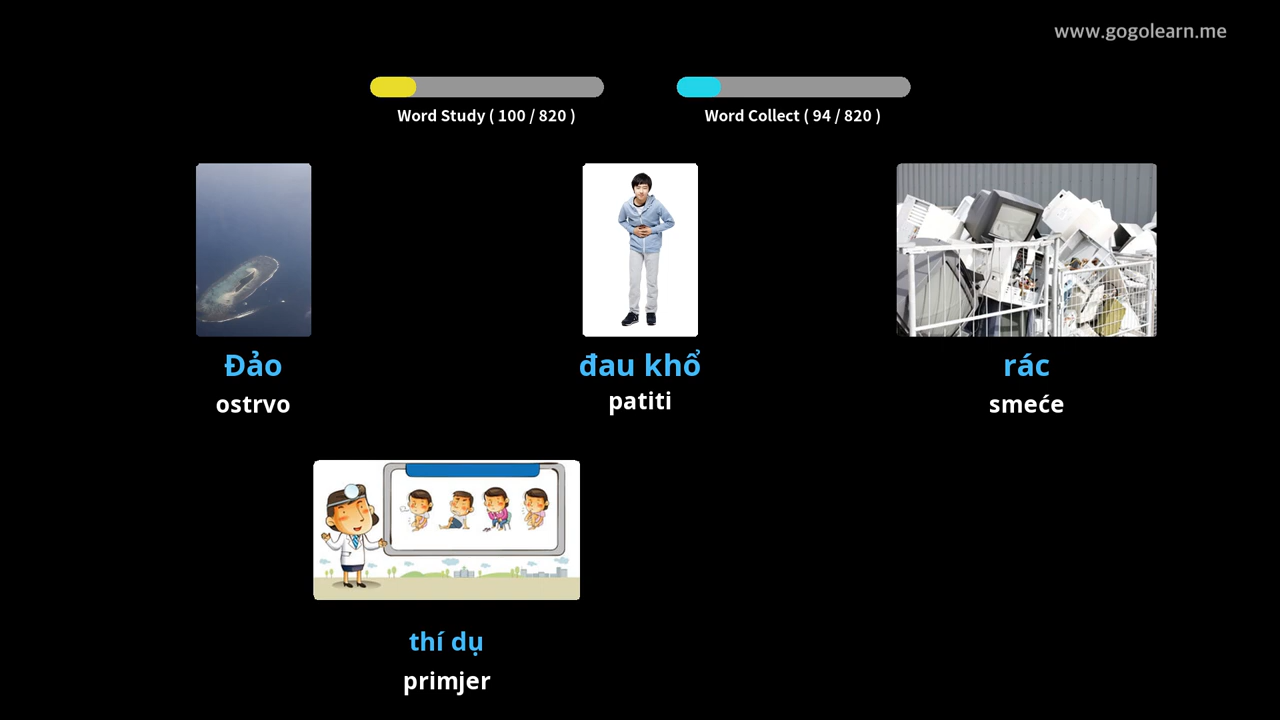 www.gogolearn.me
Word Study ( 100 / 820 )
Word Collect ( 94 / 820 )
Đảo
ostrvo
đau khổ
patiti
rác
smeće
thí dụ
primjer